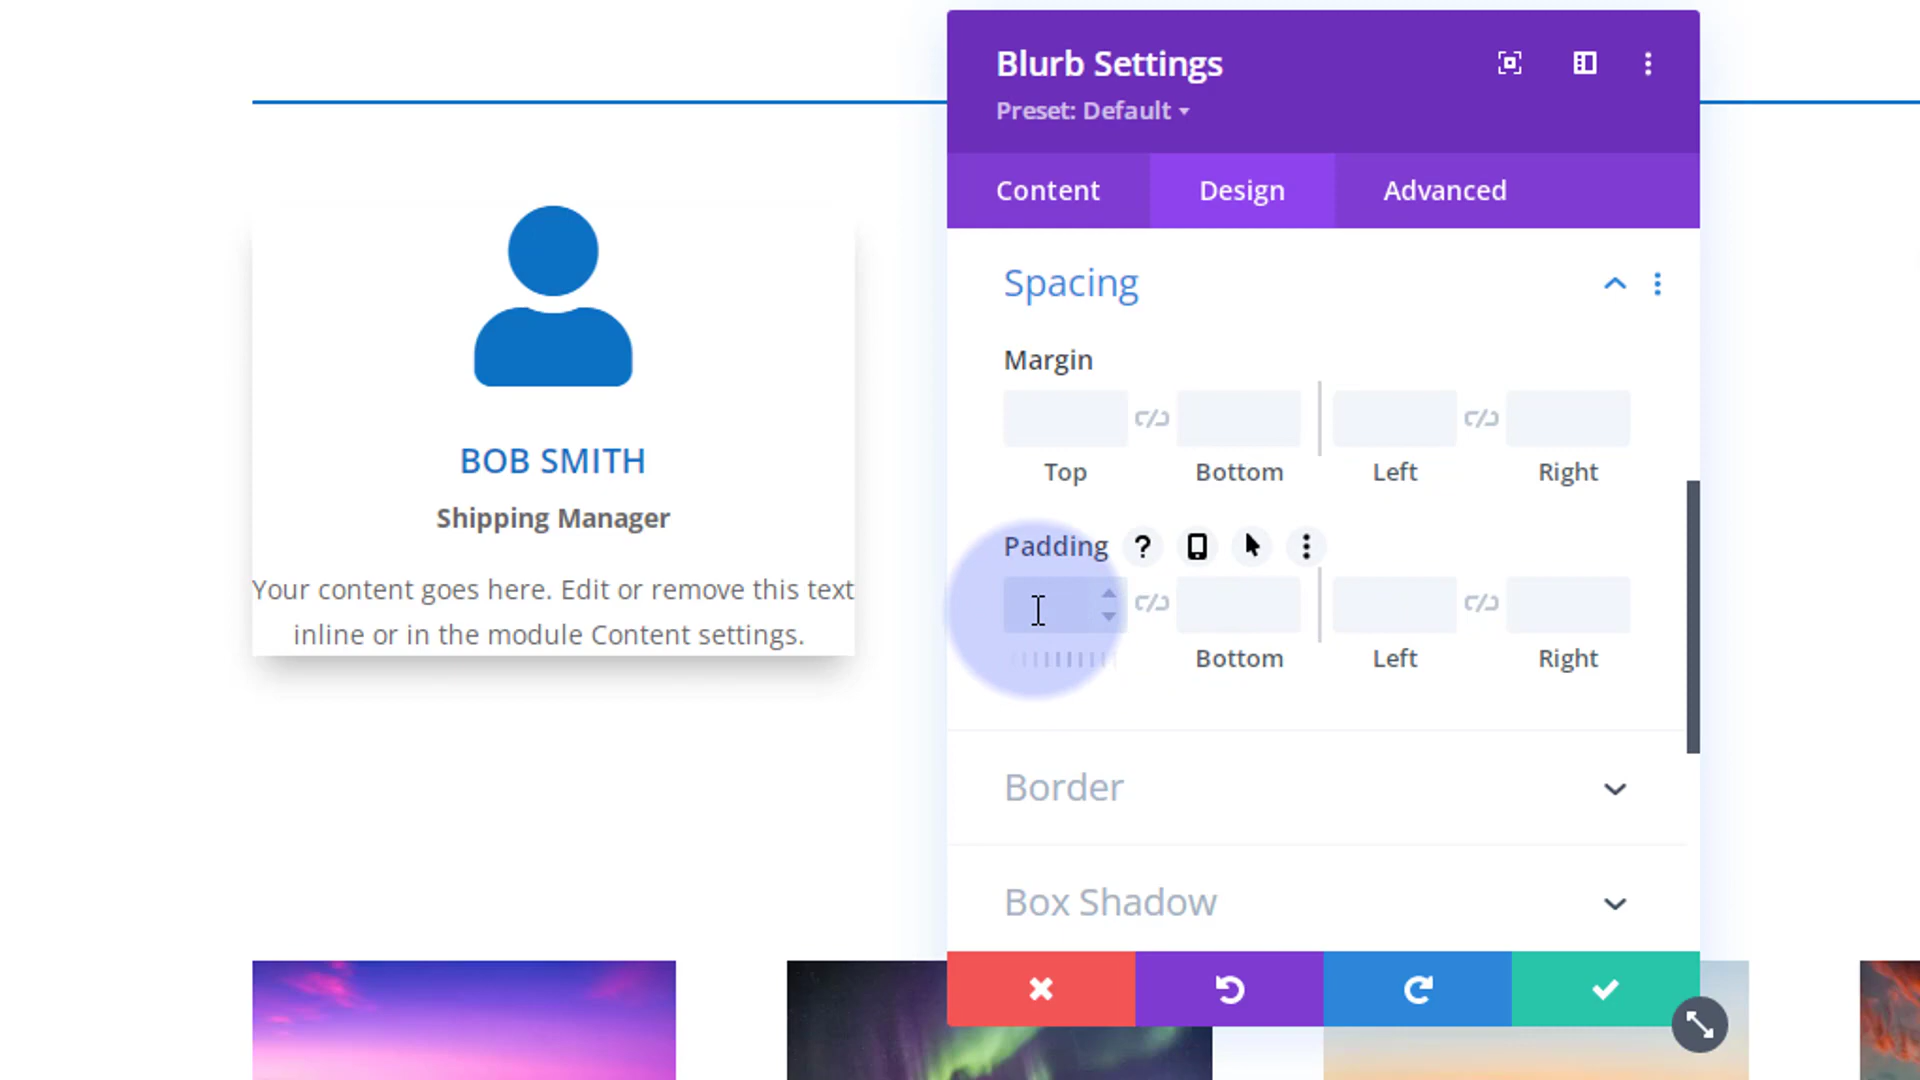 Blurb Settings
Preset: Default
Content
Design
Advanced
Spacing
Margin
Top
Bottom
Left
Right
Padding
?
Bottom
Left
Right
Border
Box Shadow
BOB SMITH
Shipping Manager
Your content goes here. Edit or remove this text
inline or in the module Content settings.